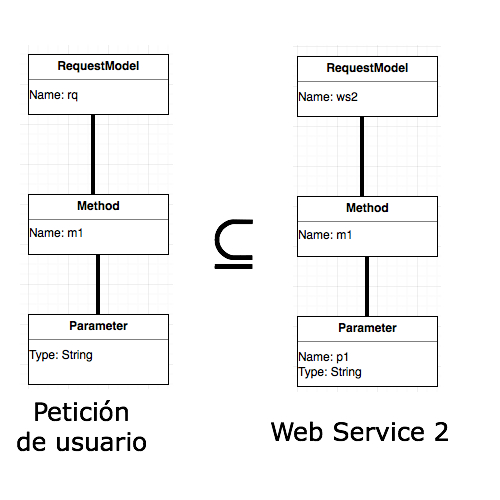 RequestModel
Name: rq
Method
Name: m1
Parameter
Type: String
Petición
de usuario
⊆
RequestModel
Name: ws2
Method
Name: m1
Parameter
Name: p1
Type: String
Web Service 2